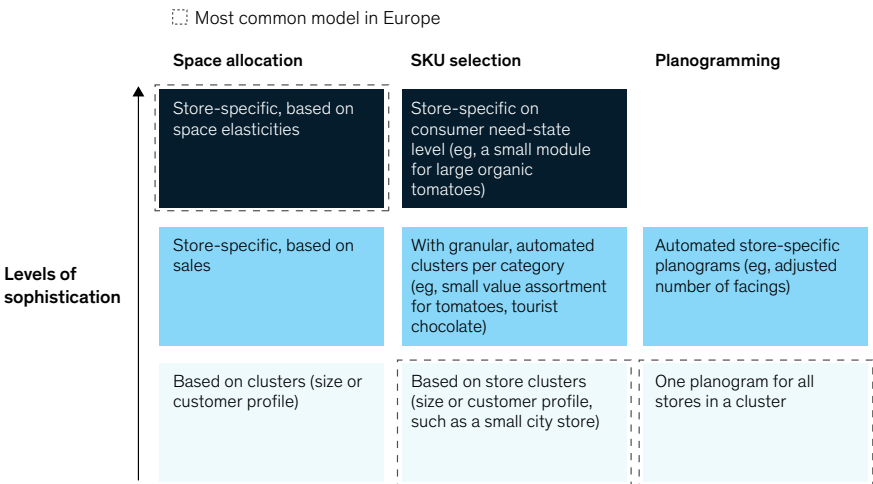 Most common model in Europe
Space allocation
SKU selection
Planogramming
Store-specific, based on
space elasticities
Store-specific on
consumer need-state
level (eg, a small module
for large organic
tomatoes)
Levels of
sophistication
Store-specific, based on
sales
With granular, automated
clusters per category
(eg, small value assortment
for tomatoes, tourist
chocolate)
Automated store-specific
planograms (eg, adjusted
number of facings)
Based on clusters (size or
customer profile)
Based on store clusters
(size or customer profile,
such as a small city store)
One planogram for all
stores in a cluster